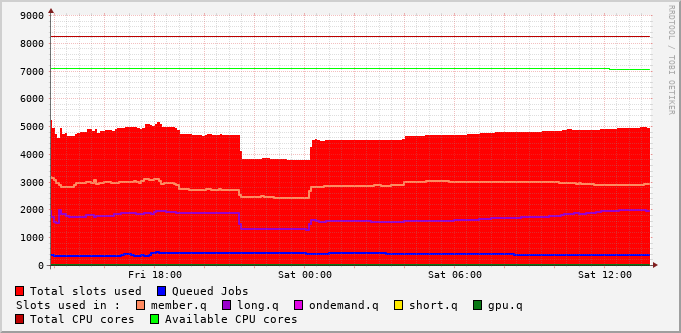 9000
8000
7000
6000
5000
4000
3000
2000
1000
0
Fri 18:00 Sat 00:00 Sat 06:00 Sat 12:00
Total slots used Queued Jobs
Slots used in : member.q long.q ondemand.q short.q gpu.q
Total CPU cores Available CPU cores
RRDTOOL / TOBI OETIKER